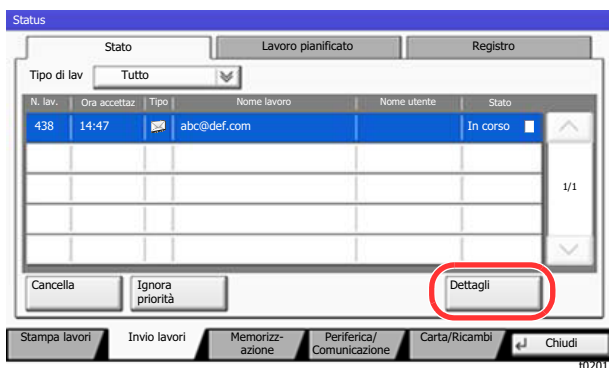 Status
Stato Lavoro pianificato Registro
Tipo di lav Tutto
N. lav. Ora accettaz Tipo Nome lavoro Nome utente Stato
438 14:47 abc@def.com In corso
1/1
Cancella Ignora priorità Dettagli
Stampa lavori Invio lavori Memorizz-
azione Periferica/
Comunicazione Carta/Ricambi Chiudi
f0201